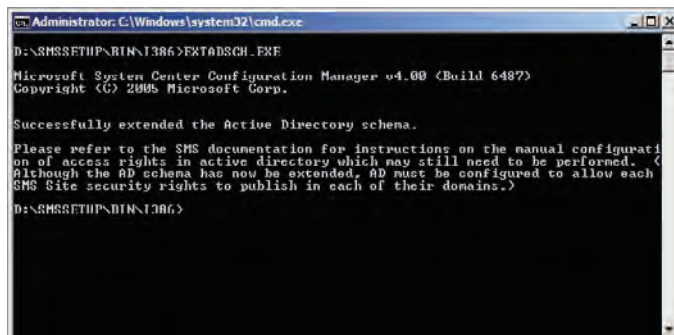 Administrator: C:\Windows\system32\cmd.exe
D:\SMSSETUP\BIN\I386>EXTADSCH.EXE
Microsoft System Center Configuration Manager v4.00 (Build 6487)
Copyright (C) 2005 Microsoft Corp.
Successfully extended the Active Directory schema.
Please refer to the SMS documentation for instructions on the manual configurati
on of access rights in active directory which may still need to be performed. (
Although the AD schema has now be extended, AD must be configured to allow each
SMS Site security rights to publish in each of their domains.)
D:\SMSSETUP\BIN\I386>